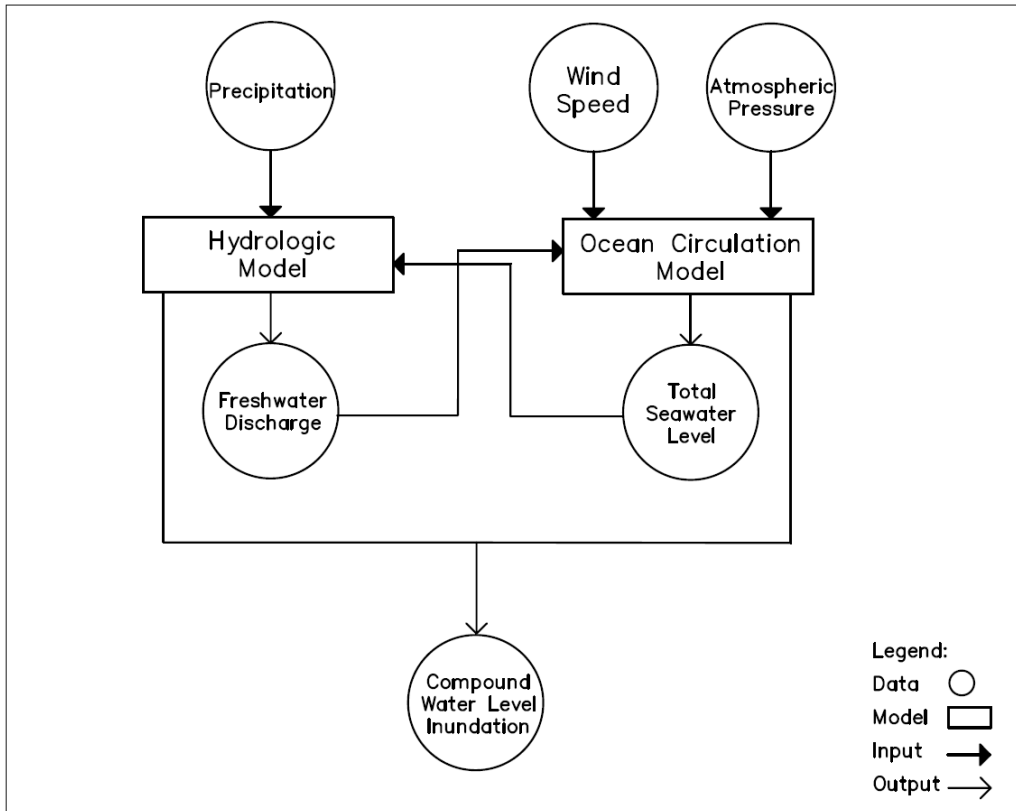 Precipitation
Wind
Speed
Atmospheric
Pressure
Hydrologic
Model
Ocean Circulation
Model
Freshwater
Discharge
Total
Seawater
Level
Compound
Water Level
Inundation
Legend:
Data
Model
Input
Output